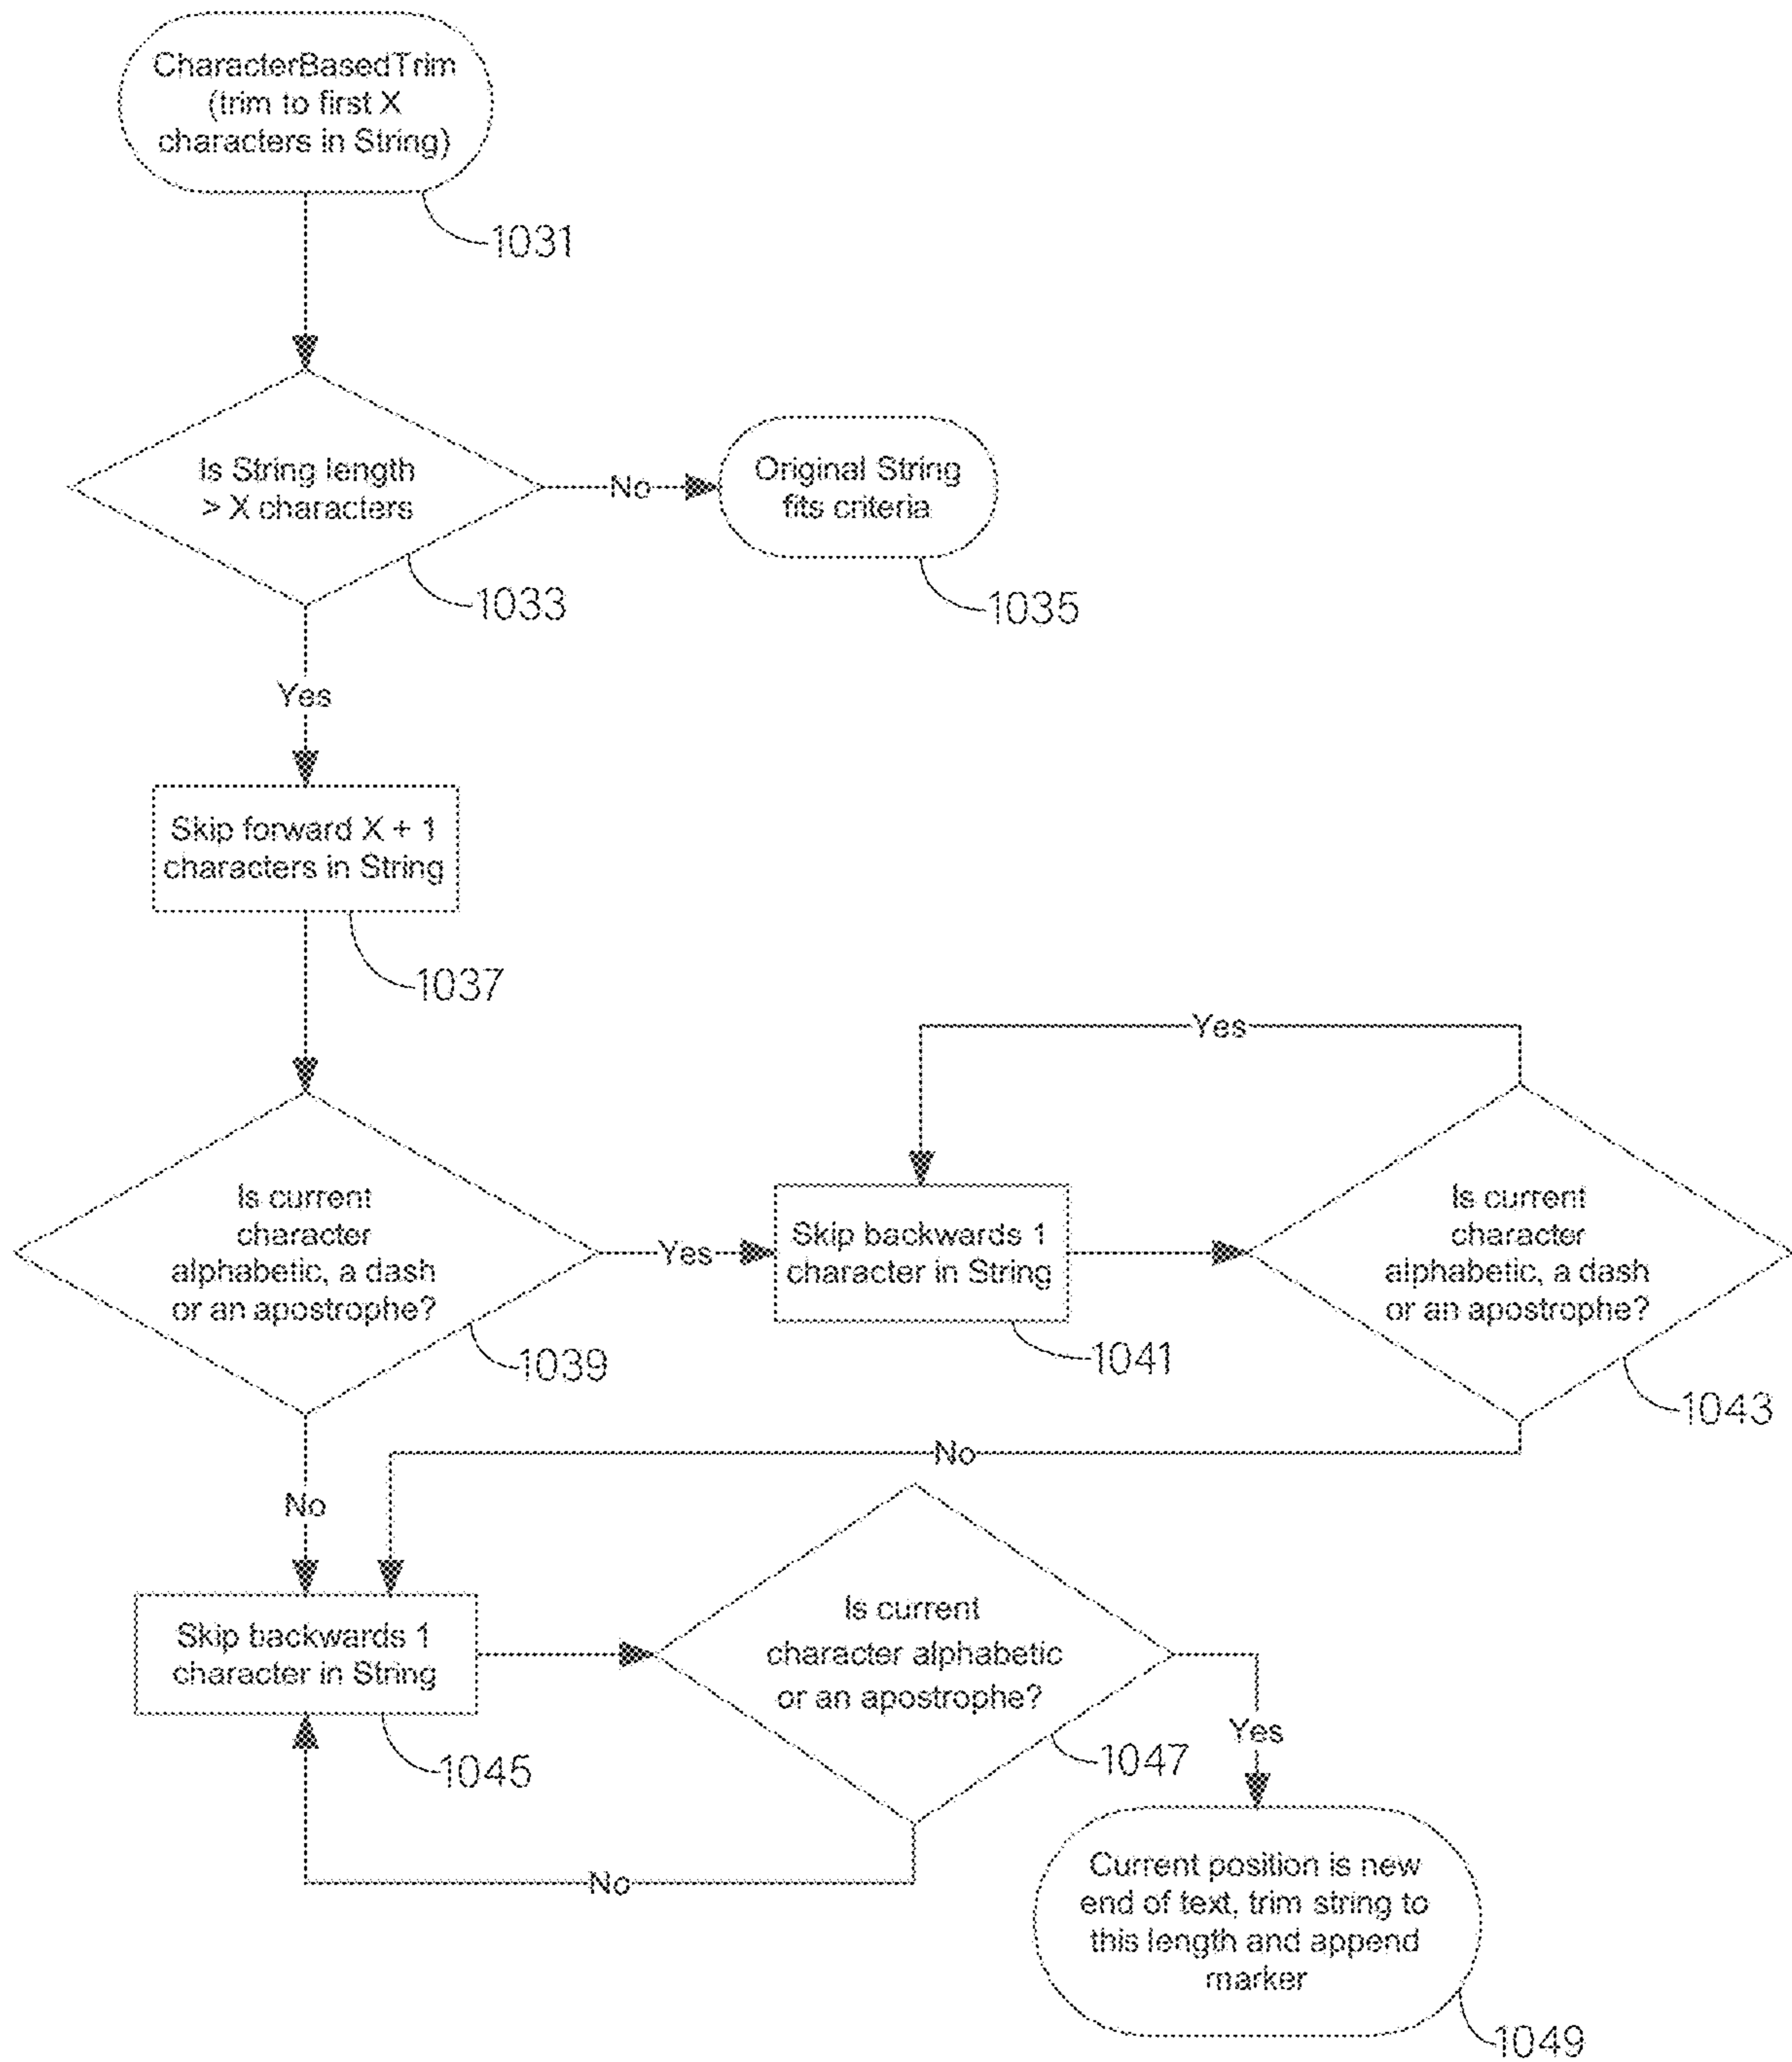 CharacterBasedTrim
(trim to first X
characters in String)
1031
Is String length
> X characters
No
Original String
fits criteria
1033
1035
Yes
Skip forward X + 1
characters in String
1037
Yes
Is current
character
alphabetic, a dash
or an apostrophe?
Yes
Skip backwards 1
character in String
Is current
character
alphabetic, a dash
or an apostrophe?
1039
1041
1043
No
No
Skip backwards 1
character in String
Is current
character alphabetic
or an apostrophe?
Yes
1045
1047
No
Current position is new
end of text, trim string to
this length and append
marker
1049